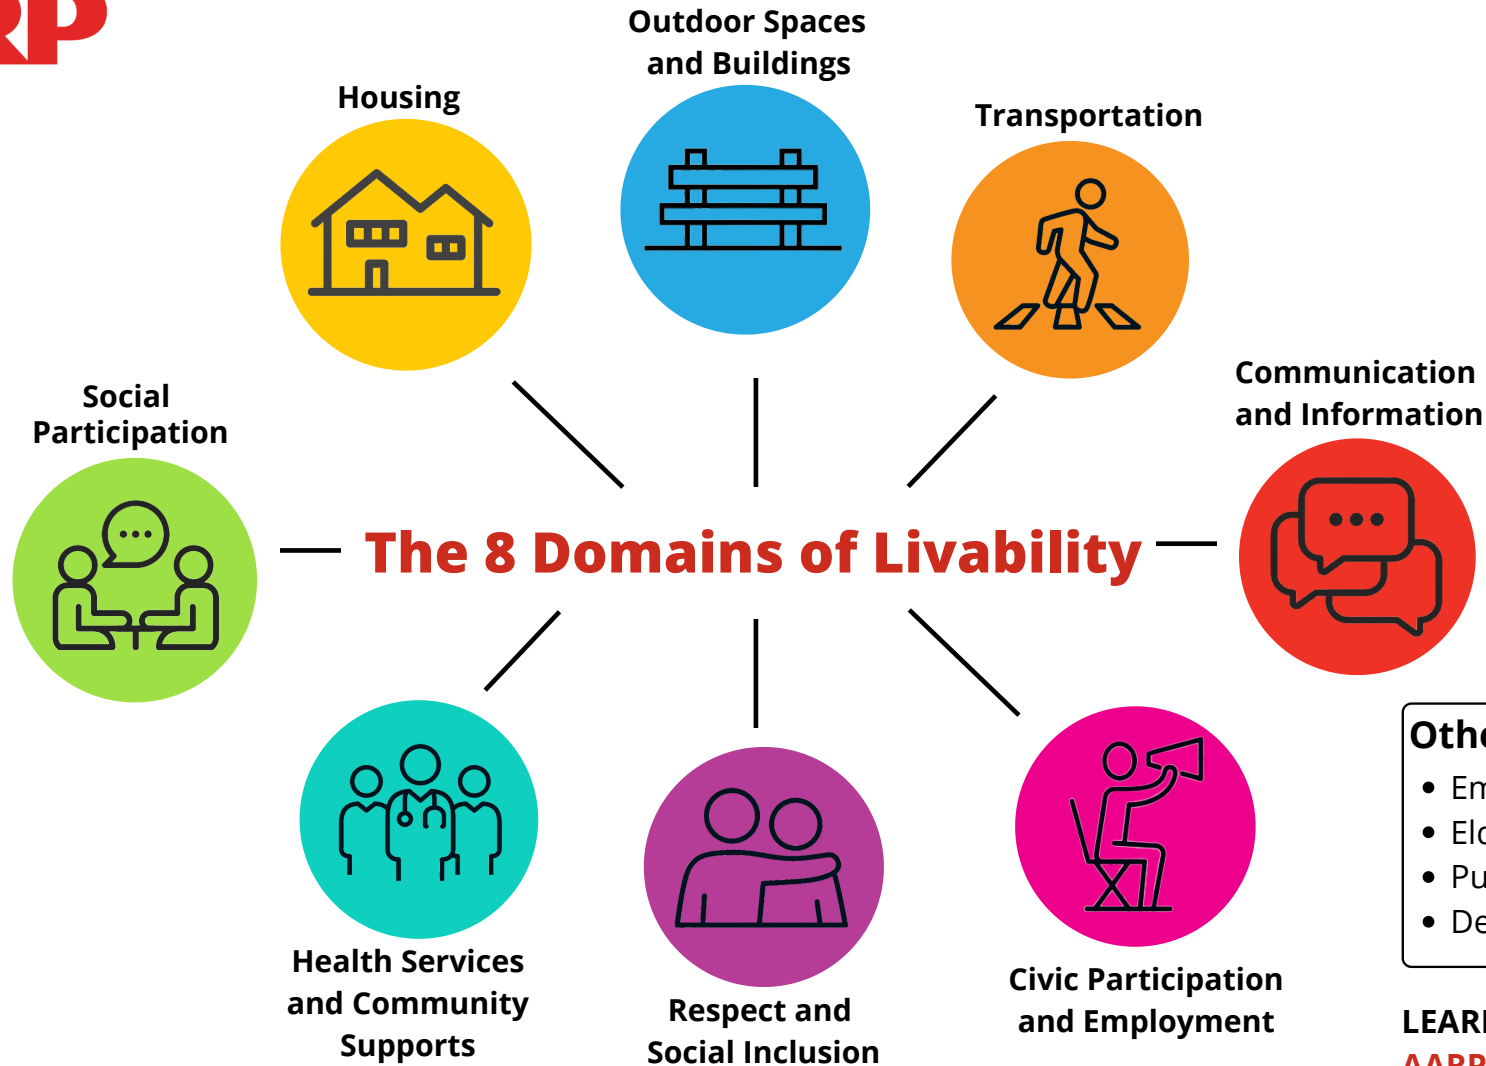 Outdoor Spaces
and Buildings
Housing
Transportation
Communication
and Information
Social
Participation
The 8 Domains of Livability
Health Services
and Community
Supports
Respect and
Social Inclusion
Civic Participation
and Employment
AARP